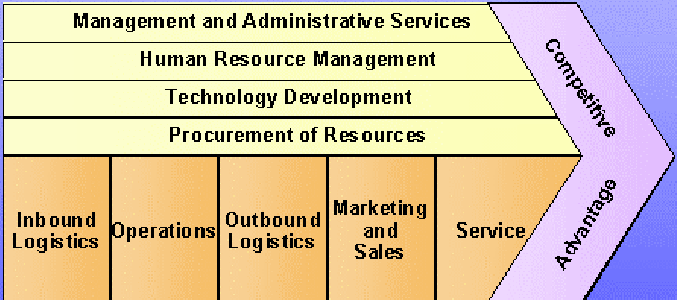 Management and Administrative Services
Human Resource Management
Technology Development
Procurement of Resources
Inbound
Logistics
Operations
Outbound
Logistics
Marketing
and
Sales
Service
Competitive
Advantage